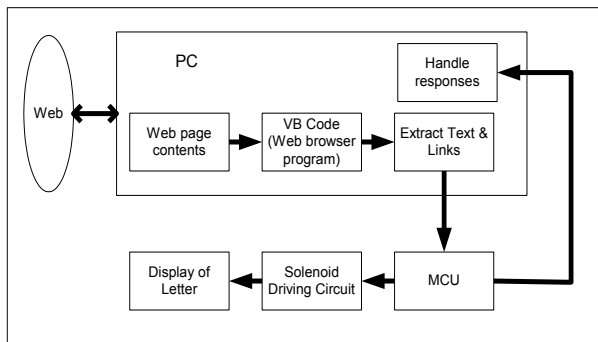 PC
Handle
responses
Web
Web page
contents
VB Code
(Web browser
program)
Extract Text &
Links
Display of
Letter
Solenoid
Driving Circuit
MCU